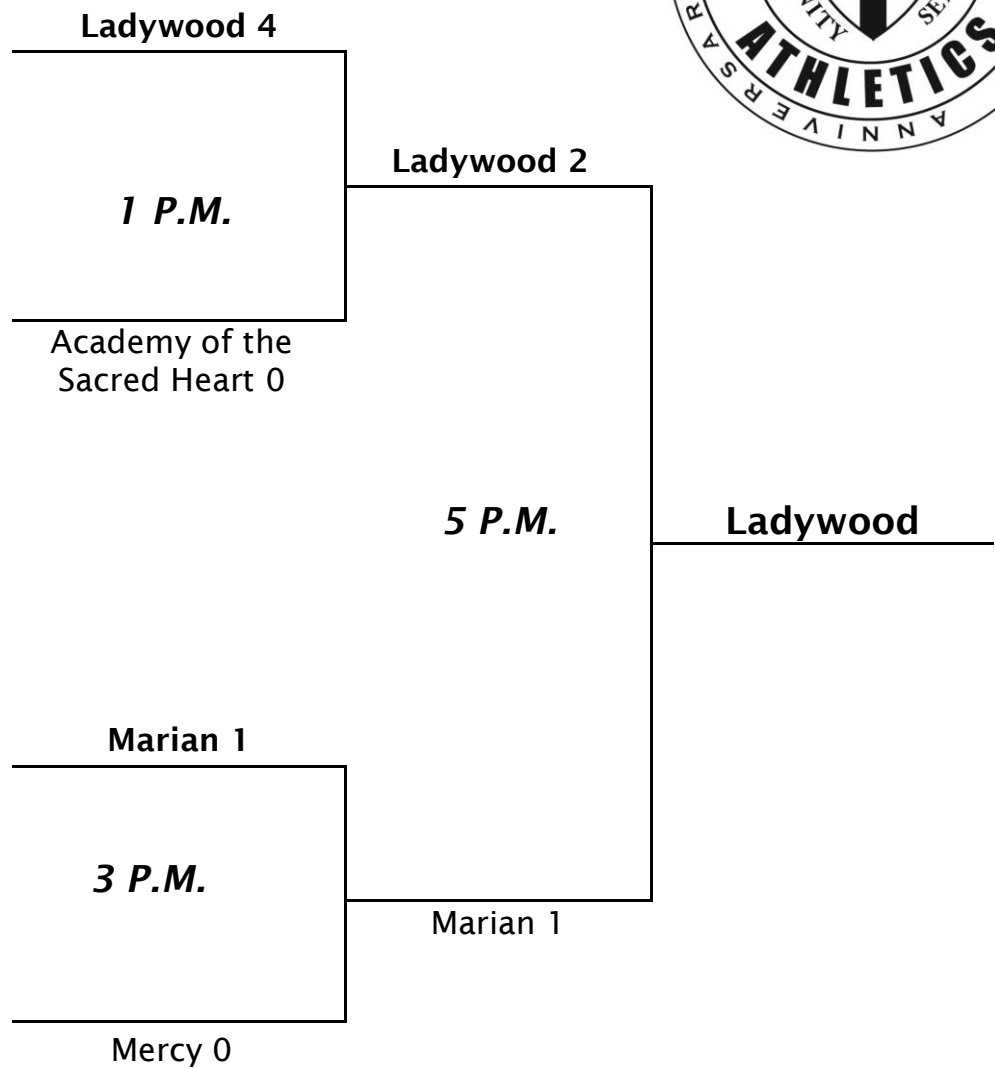 Ladywood 4
ATHLETICS
Ladywood 2
1 P.M.
Academy of the
Sacred Heart 0
5 P.M.
Ladywood
Marian 1
3 P.M.
Marian 1
Mercy 0